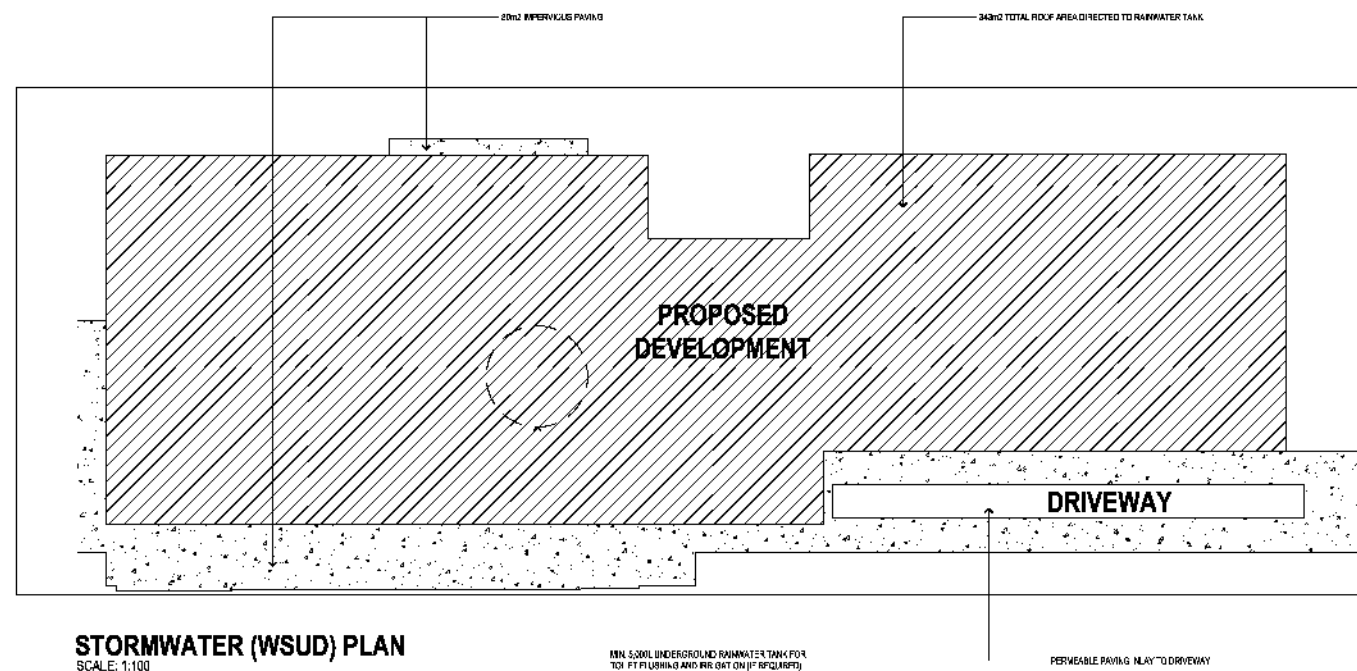 20m2 IMPERVIOUS PAVING
343m2 TOTAL ROOF AREA DIRECTED TO RAINWATER TANK
PROPOSED
DEVELOPMENT
DRIVEWAY
STORMWATER (WSUD) PLAN
SCALE: 1:100
MIN. 5,000L UNDERGROUND RAINWATER TANK FOR
TOILET FLUSHING AND IRRIGATION (IF REQUIRED)
PERMEABLE PAVING INLAY TO DRIVEWAY